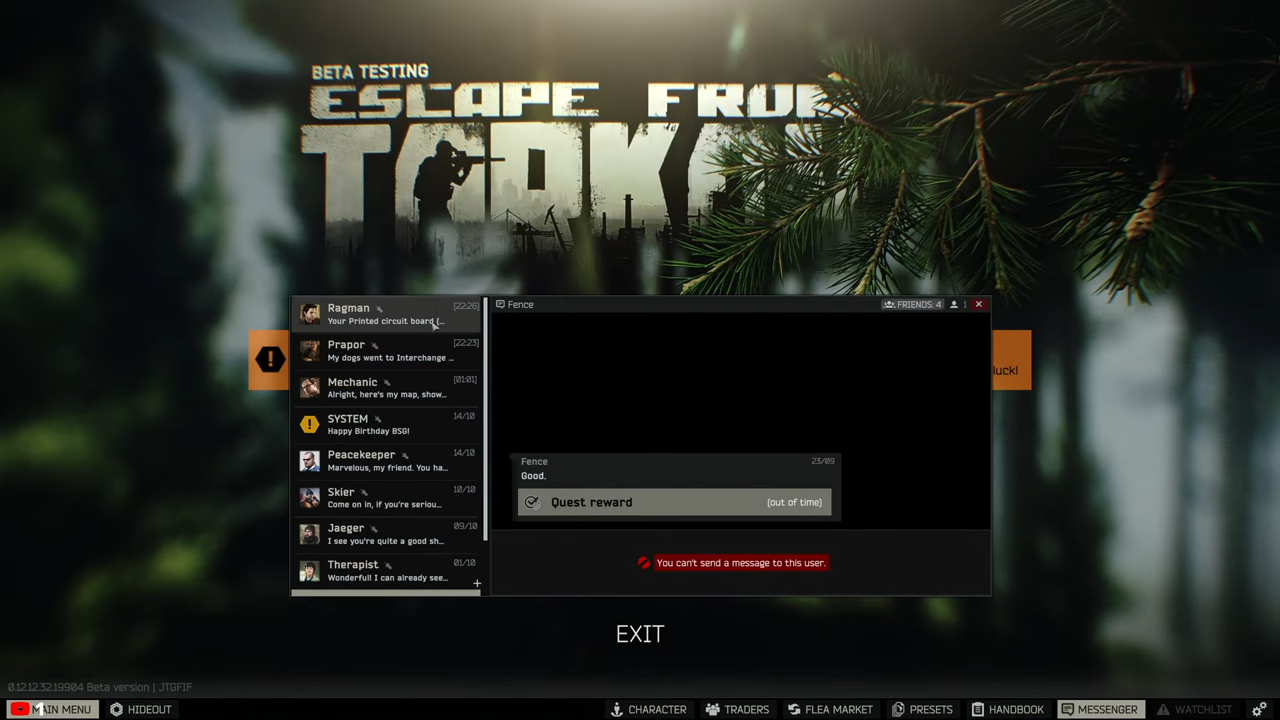 BETA TESTING
ESCAPE FROM
TARKOV
Ragman [22:26]
Your Printed circuit board (...
Prapor [22:23]
My dogs went to Interchange ...
Mechanic [01:01]
Alright, here's my map, show...
SYSTEM 14/10
Happy Birthday BSG!
Peacekeeper 14/10
Marvelous, my friend. You ha...
Skier 10/10
Come on in, if you're seriou...
Jaeger 09/10
I see you're quite a good sh...
Therapist 01/10
Wonderful! I can already see...
+
Fence
FRIENDS: 4
1
Fence 23/09
Good.
Quest reward (out of time)
You can't send a message to this user.
luck!
EXIT
0.12.12.32.19904 Beta version | JTGFIF
1
MAIN MENU
HIDEOUT
CHARACTER
TRADERS
FLEA MARKET
PRESETS
HANDBOOK
MESSENGER
WATCHLIST